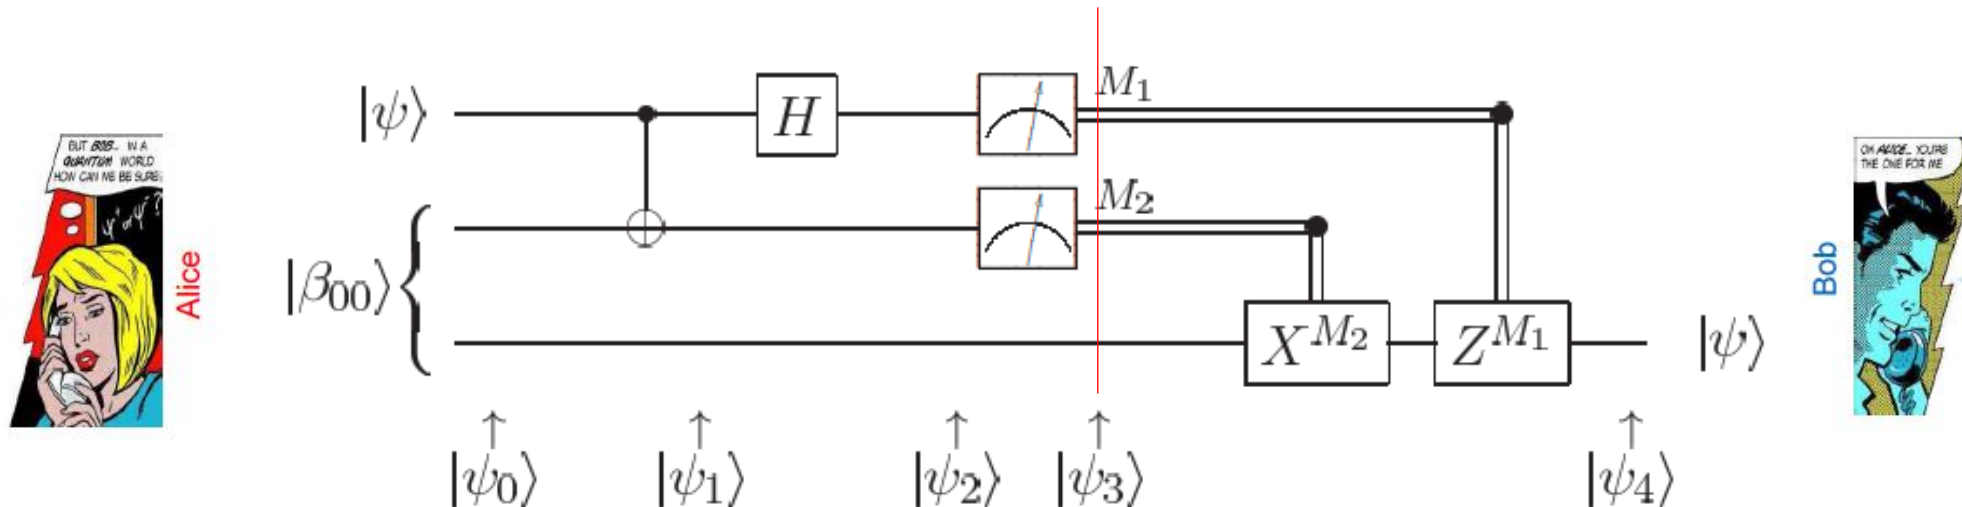 BUT BOB.. IN A
QUANTUM WORLD
HOW CAN WE BE SURE
Alice
|ψ⟩
|β₀₀⟩
H
M₁
M₂
X^{M₂}
Z^{M₁}
|ψ⟩
|ψ₀⟩
|ψ₁⟩
|ψ₂⟩
|ψ₃⟩
|ψ₄⟩
Bob
OH ALICE.. YOU'RE
THE ONE FOR ME